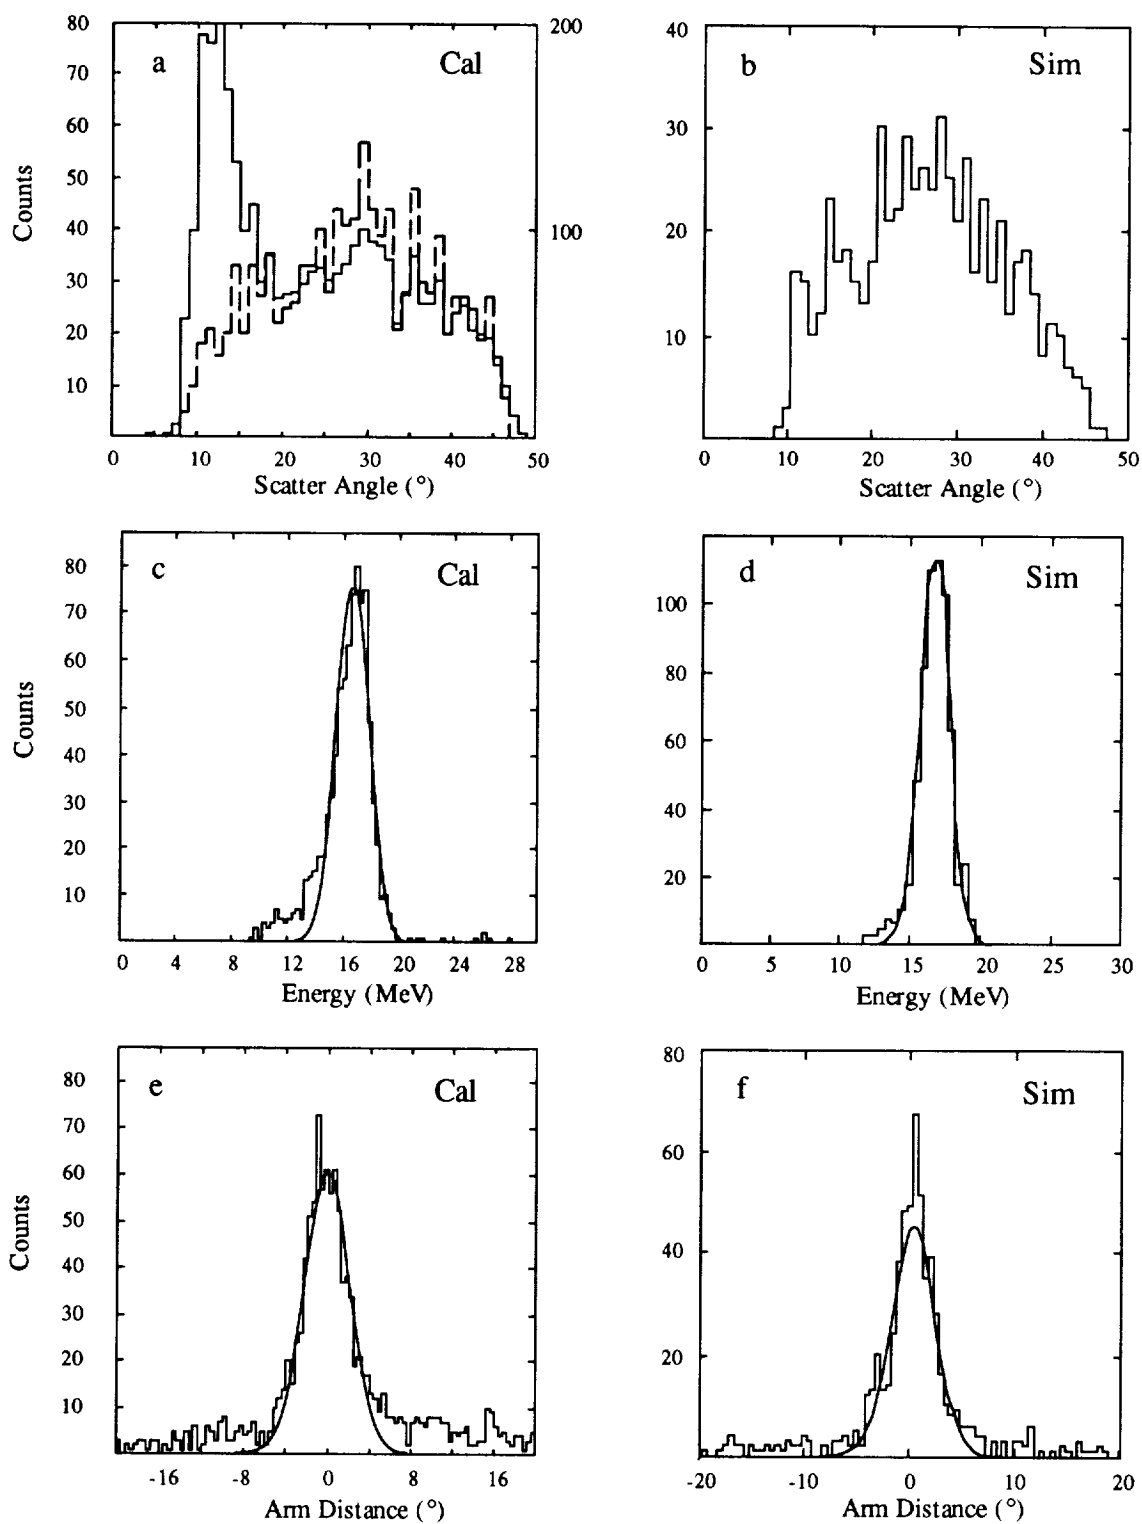 80
70
60
50
40
30
20
10
Counts
a
Cal
200
100
0 10 20 30 40 50
Scatter Angle (°)
40
30
20
10
b
Sim
0 10 20 30 40 50
Scatter Angle (°)
80
70
60
50
40
30
20
10
Counts
c
Cal
0 4 8 12 16 20 24 28
Energy (MeV)
100
80
60
40
20
d
Sim
0 5 10 15 20 25 30
Energy (MeV)
80
70
60
50
40
30
20
10
Counts
e
Cal
-16 -8 0 8 16
Arm Distance (°)
80
60
40
20
f
Sim
-20 -10 0 10 20
Arm Distance (°)